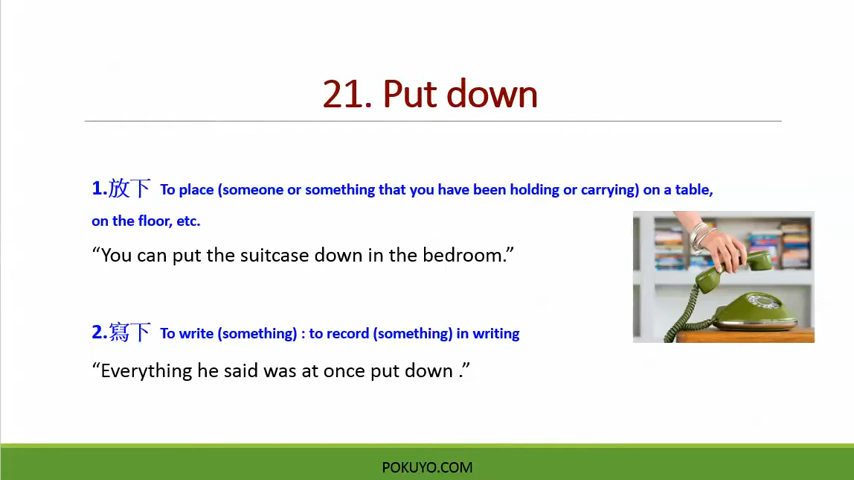 21. Put down
1.放下 To place (someone or something that you have been holding or carrying) on a table,
on the floor, etc.
“You can put the suitcase down in the bedroom.”
2.寫下 To write (something) : to record (something) in writing
“Everything he said was at once put down .”
POKUYO.COM